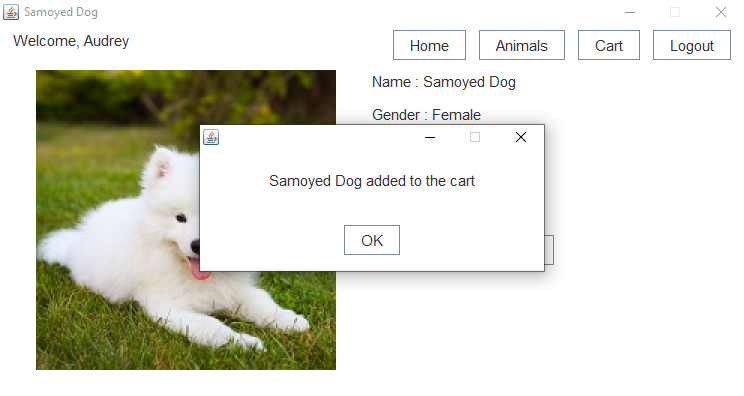 Samoyed Dog
Welcome, Audrey
Home
Animals
Cart
Logout
Name : Samoyed Dog
Gender : Female
Samoyed Dog added to the cart
OK